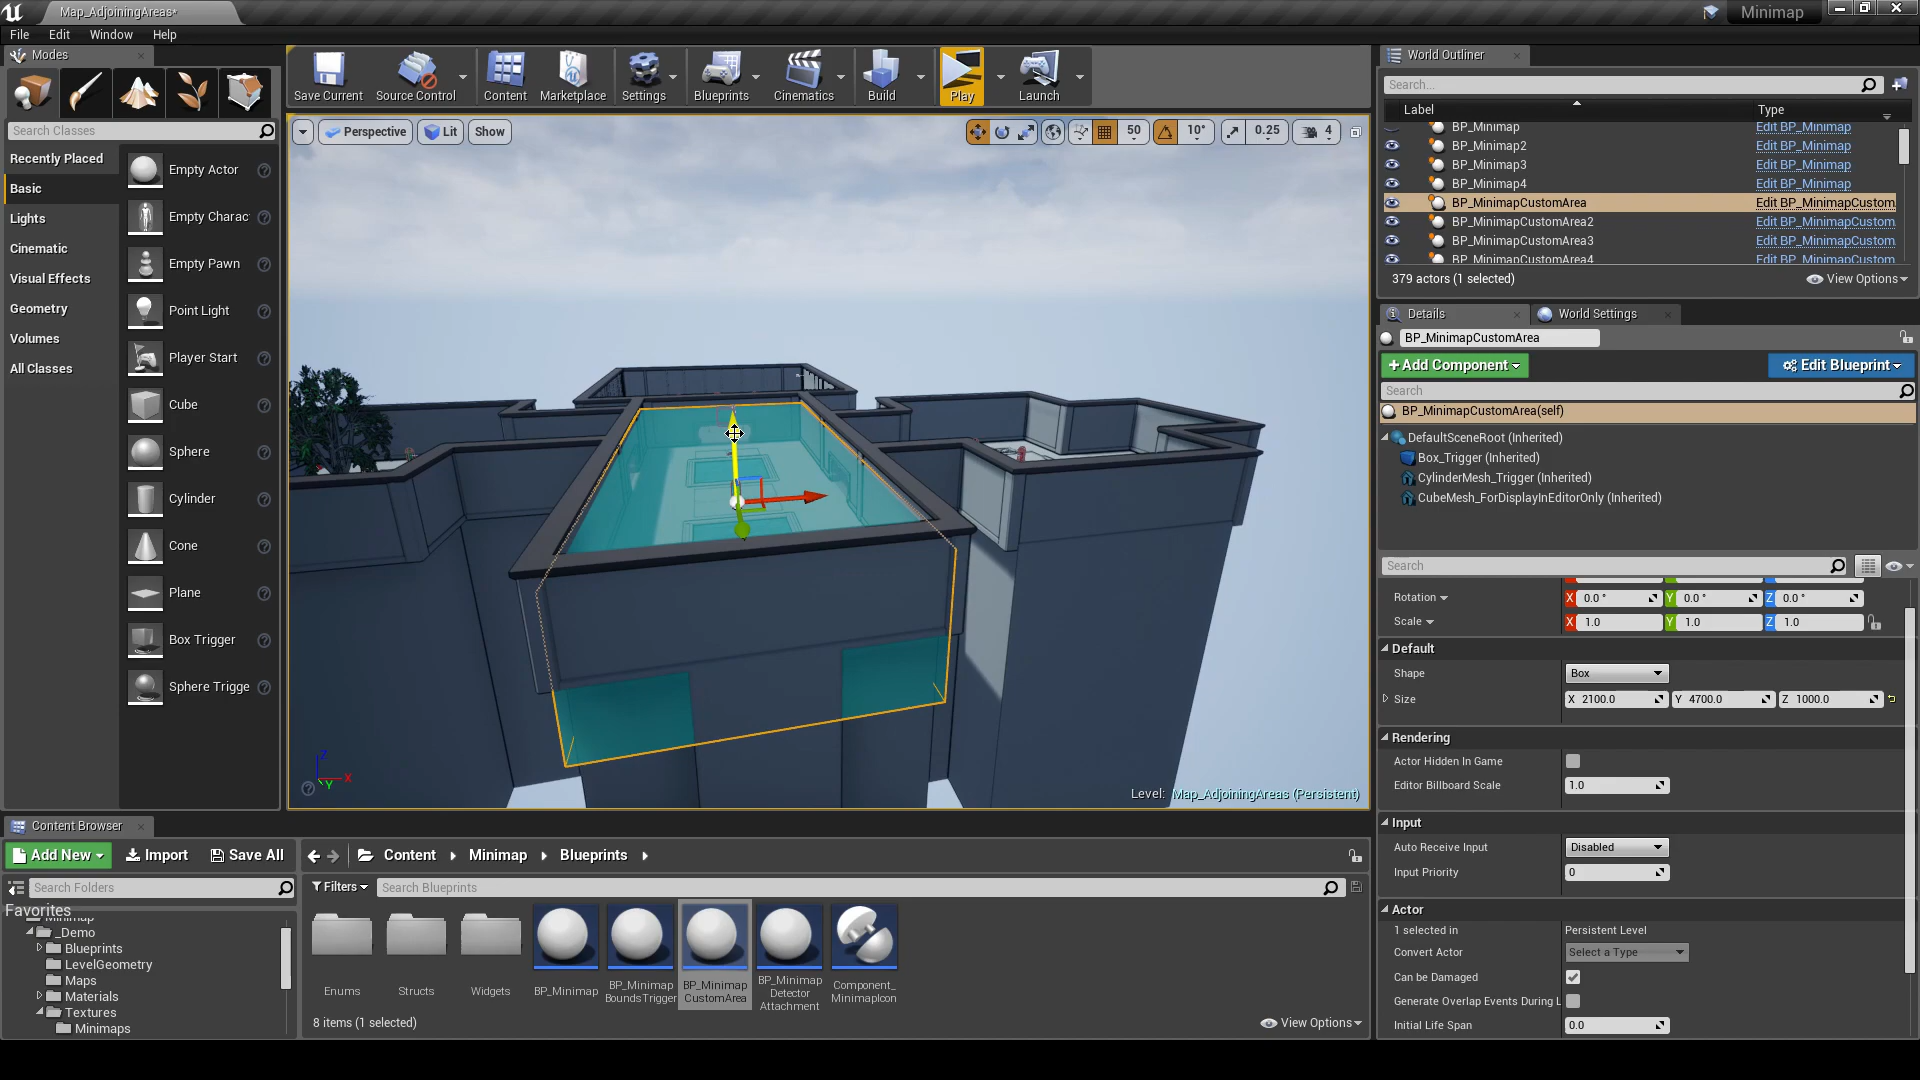 Map_AdjoiningAreas*
Minimap
File Edit Window Help
Modes
Search Classes
Recently Placed
Basic
Lights
Cinematic
Visual Effects
Geometry
Volumes
All Classes
Empty Actor
Empty Charac
Empty Pawn
Point Light
Player Start
Cube
Sphere
Cylinder
Cone
Plane
Box Trigger
Sphere Trigge
Save Current Source Control Content Marketplace Settings Blueprints Cinematics Build Play Launch
Perspective Lit Show
50 10° 0.25 4
Z
X
Y
Level: Map_AdjoiningAreas (Persistent)
World Outliner
Search...
Label Type
BP_Minimap Edit BP_Minimap
BP_Minimap2 Edit BP_Minimap
BP_Minimap3 Edit BP_Minimap
BP_Minimap4 Edit BP_Minimap
BP_MinimapCustomArea Edit BP_MinimapCustom
BP_MinimapCustomArea2 Edit BP_MinimapCustom
BP_MinimapCustomArea3 Edit BP_MinimapCustom
BP_MinimapCustomArea4 Edit BP_MinimapCustom
379 actors (1 selected) View Options
Details World Settings
BP_MinimapCustomArea
+Add Component Edit Blueprint
Search
BP_MinimapCustomArea(self)
DefaultSceneRoot (Inherited)
Box_Trigger (Inherited)
CylinderMesh_Trigger (Inherited)
CubeMesh_ForDisplayInEditorOnly (Inherited)
Search
Rotation X 0.0 ° Y 0.0 ° Z 0.0 °
Scale X 1.0 Y 1.0 Z 1.0
Default
Shape Box
Size X 2100.0 Y 4700.0 Z 1000.0
Rendering
Actor Hidden In Game
Editor Billboard Scale 1.0
Input
Auto Receive Input Disabled
Input Priority 0
Actor
1 selected in Persistent Level
Convert Actor Select a Type
Can be Damaged
Generate Overlap Events During L
Initial Life Span 0.0
Content Browser
Add New Import Save All Content Minimap Blueprints
Search Folders
Filters Search Blueprints
Favorites
Minimap
_Demo
Blueprints
LevelGeometry
Maps
Materials
Textures
Minimaps
Enums
Structs
Widgets
BP_Minimap
BP_Minimap
BoundsTrigger
BP_Minimap
CustomArea
BP_Minimap
Detector
Attachment
Component_
MinimapIcon
8 items (1 selected) View Options